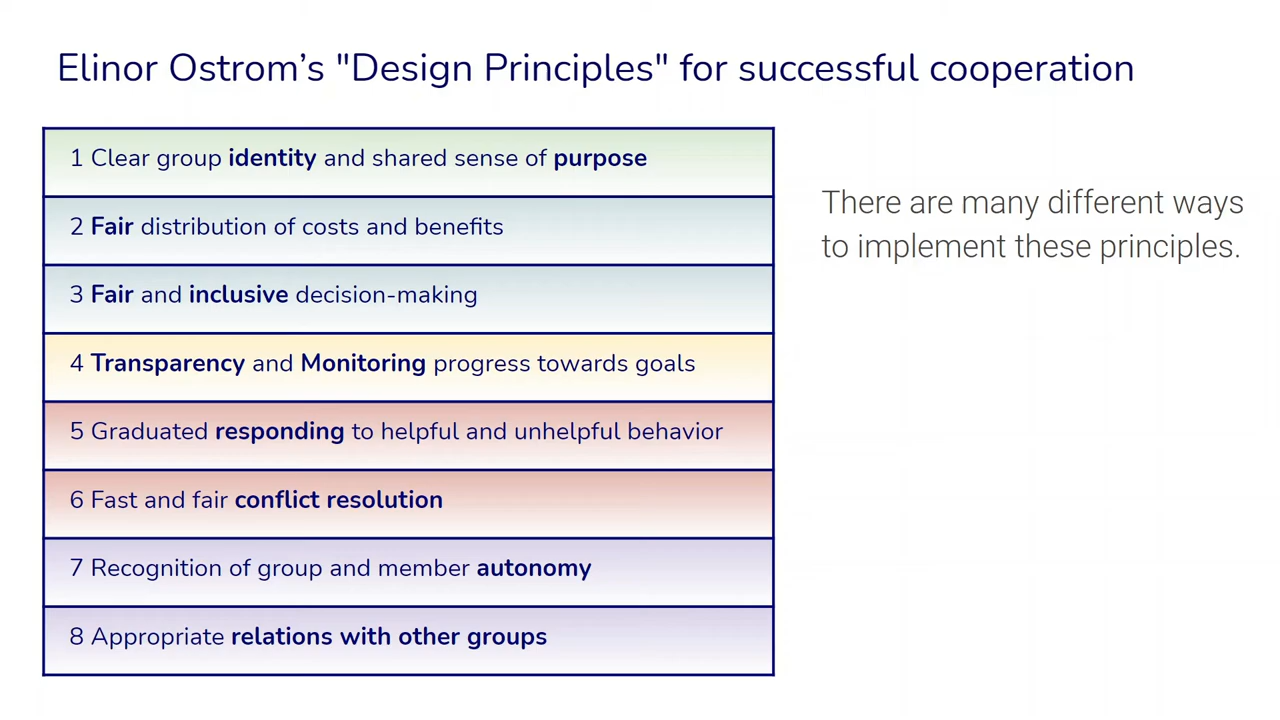 Elinor Ostrom’s "Design Principles" for successful cooperation
1 Clear group identity and shared sense of purpose
2 Fair distribution of costs and benefits
3 Fair and inclusive decision-making
4 Transparency and Monitoring progress towards goals
5 Graduated responding to helpful and unhelpful behavior
6 Fast and fair conflict resolution
7 Recognition of group and member autonomy
8 Appropriate relations with other groups
There are many different ways
to implement these principles.